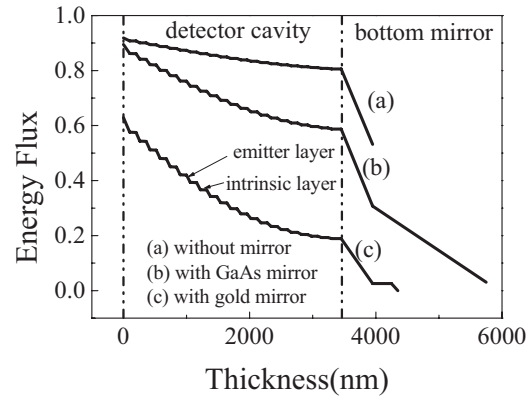 detector cavity
bottom mirror
1.0
0.8
0.6
0.4
0.2
0.0
Energy Flux
(a)
(b)
(c)
emitter layer
intrinsic layer
(a) without mirror
(b) with GaAs mirror
(c) with gold mirror
0
2000
4000
6000
Thickness(nm)